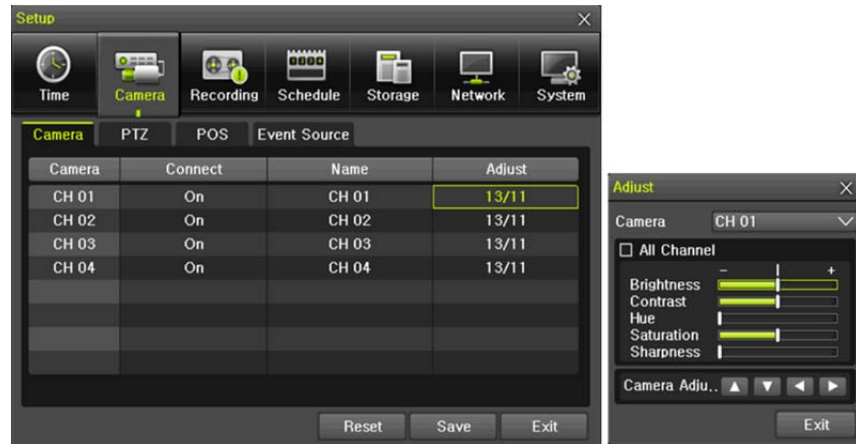 Setup
Time Camera Recording Schedule Storage Network System
Camera PTZ POS Event Source
Camera Connect Name Adjust
CH 01 On CH 01 13/11
CH 02 On CH 02 13/11
CH 03 On CH 03 13/11
CH 04 On CH 04 13/11
Reset Save Exit
Adjust
Camera CH 01
All Channel
- | +
Brightness
Contrast
Hue
Saturation
Sharpness
Camera Adju..
Exit